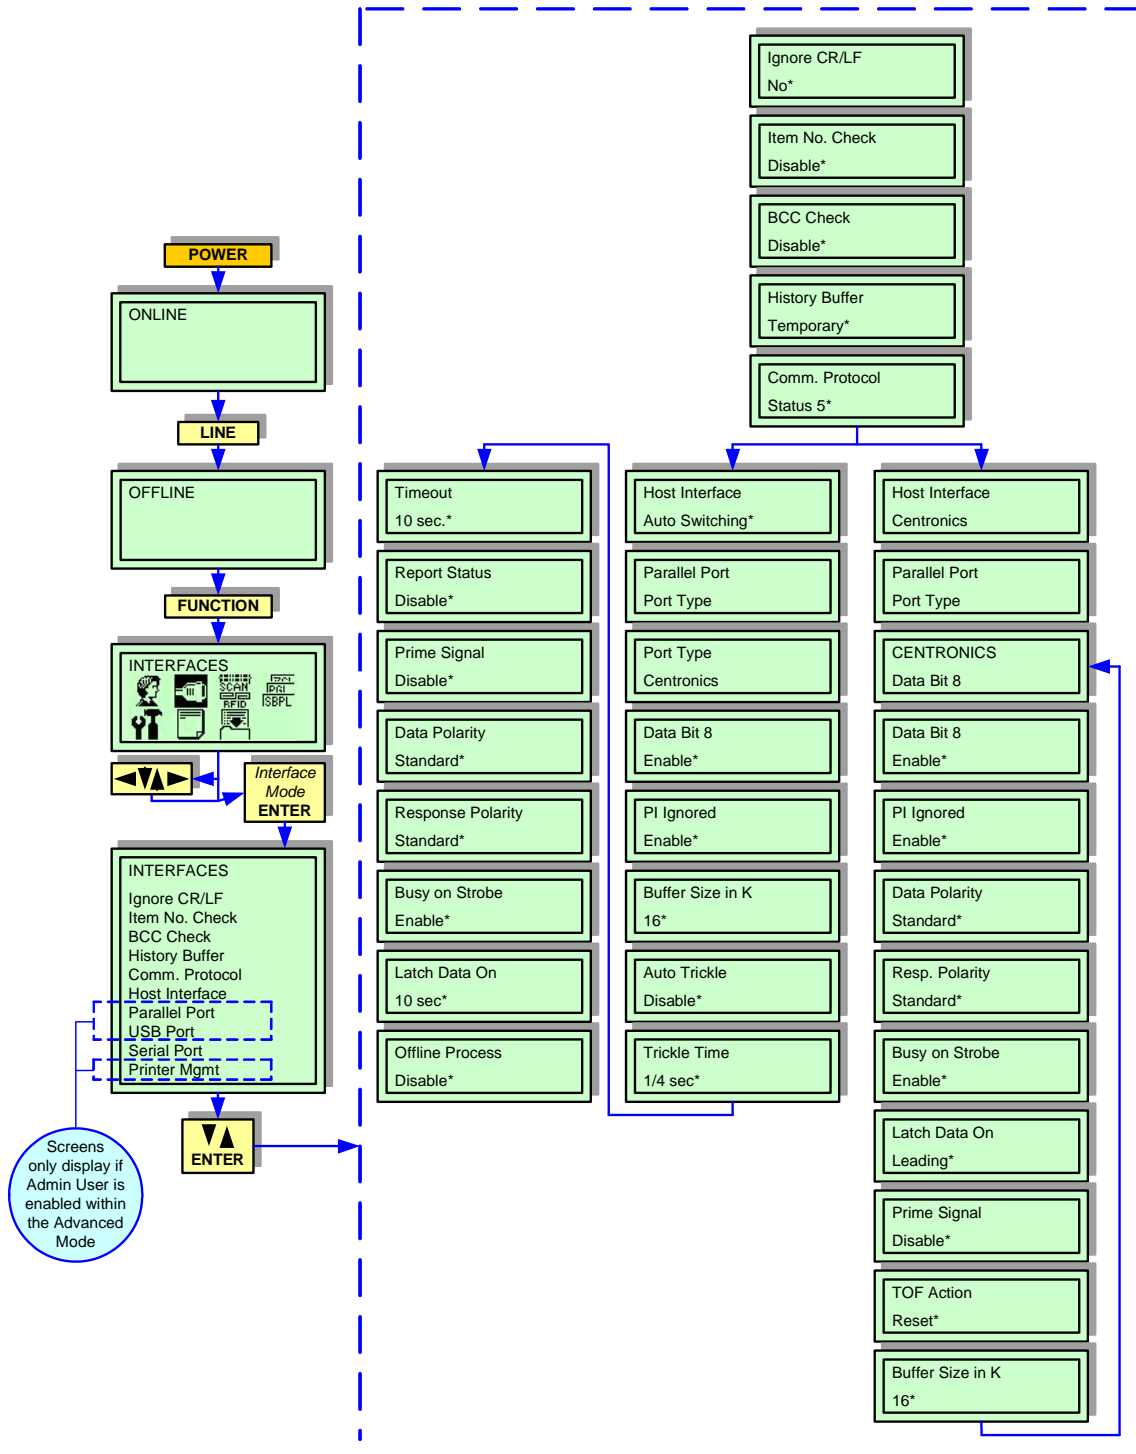 POWER
ONLINE
LINE
OFFLINE
FUNCTION
INTERFACES
SCAN
RFID
PGL
SBPL
Interface
Mode
ENTER
INTERFACES
Ignore CR/LF
Item No. Check
BCC Check
History Buffer
Comm. Protocol
Host Interface
Parallel Port
USB Port
Serial Port
Printer Mgmt
ENTER
Screens
only display if
Admin User is
enabled within
the Advanced
Mode
Ignore CR/LF
No*
Item No. Check
Disable*
BCC Check
Disable*
History Buffer
Temporary*
Comm. Protocol
Status 5*
Timeout
10 sec.*
Report Status
Disable*
Prime Signal
Disable*
Data Polarity
Standard*
Response Polarity
Standard*
Busy on Strobe
Enable*
Latch Data On
10 sec*
Offline Process
Disable*
Host Interface
Auto Switching*
Parallel Port
Port Type
Port Type
Centronics
Data Bit 8
Enable*
PI Ignored
Enable*
Buffer Size in K
16*
Auto Trickle
Disable*
Trickle Time
1/4 sec*
Host Interface
Centronics
Parallel Port
Port Type
CENTRONICS
Data Bit 8
Data Bit 8
Enable*
PI Ignored
Enable*
Data Polarity
Standard*
Resp. Polarity
Standard*
Busy on Strobe
Enable*
Latch Data On
Leading*
Prime Signal
Disable*
TOF Action
Reset*
Buffer Size in K
16*